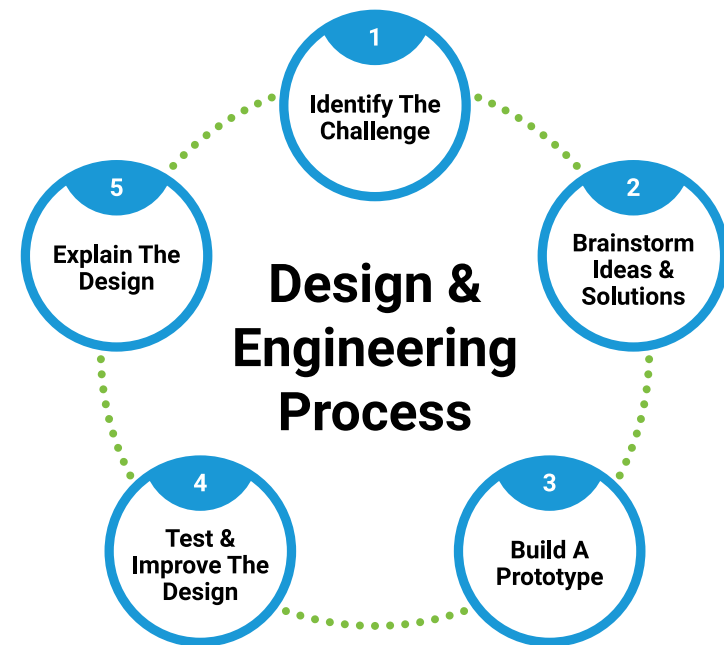 1
Identify The
Challenge
2
Brainstorm
Ideas &
Solutions
3
Build A
Prototype
4
Test &
Improve The
Design
5
Explain The
Design
Design &
Engineering
Process